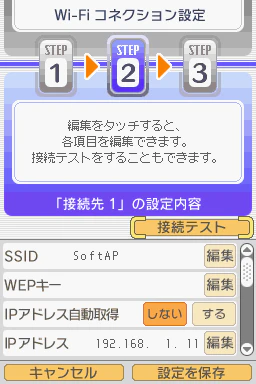 Wi-Fi コネクション設定
STEP 1
STEP 2
STEP 3
編集をタッチすると、
各項目を編集できます。
接続テストをすることもできます。
「接続先 1」の設定内容
接続テスト
SSID SoftAP 編集
WEPキー 編集
IPアドレス自動取得 しない する
IPアドレス 192.168. 1. 11 編集
キャンセル 設定を保存